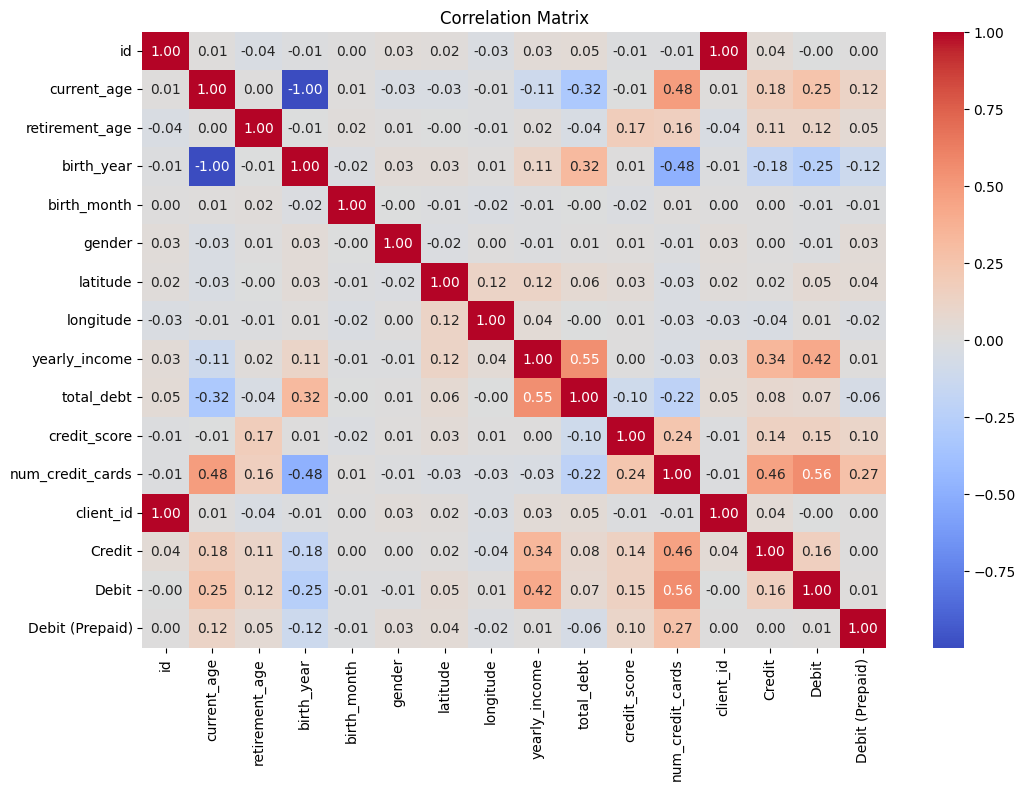 Correlation Matrix
id 1.00 0.01 -0.04 -0.01 0.00 0.03 0.02 -0.03 0.03 0.05 -0.01 -0.01 1.00 0.04 -0.00 0.00
current_age 0.01 1.00 0.00 -1.00 0.01 -0.03 -0.03 -0.01 -0.11 -0.32 -0.01 0.48 0.01 0.18 0.25 0.12
retirement_age -0.04 0.00 1.00 -0.01 0.02 0.01 -0.00 -0.01 0.02 -0.04 0.17 0.16 -0.04 0.11 0.12 0.05
birth_year -0.01 -1.00 -0.01 1.00 -0.02 0.03 0.03 0.01 0.11 0.32 0.01 -0.48 -0.01 -0.18 -0.25 -0.12
birth_month 0.00 0.01 0.02 -0.02 1.00 -0.00 -0.01 -0.02 -0.01 -0.00 -0.02 0.01 0.00 0.00 -0.01 -0.01
gender 0.03 -0.03 0.01 0.03 -0.00 1.00 -0.02 0.00 -0.01 0.01 0.01 -0.01 0.03 0.00 -0.01 0.03
latitude 0.02 -0.03 -0.00 0.03 -0.01 -0.02 1.00 0.12 0.12 0.06 0.03 -0.03 0.02 0.02 0.05 0.04
longitude -0.03 -0.01 -0.01 0.01 -0.02 0.00 0.12 1.00 0.04 -0.00 0.01 -0.03 -0.03 -0.04 0.01 -0.02
yearly_income 0.03 -0.11 0.02 0.11 -0.01 -0.01 0.12 0.04 1.00 0.55 0.00 -0.03 0.03 0.34 0.42 0.01
total_debt 0.05 -0.32 -0.04 0.32 -0.00 0.01 0.06 -0.00 0.55 1.00 -0.10 -0.22 0.05 0.08 0.07 -0.06
credit_score -0.01 -0.01 0.17 0.01 -0.02 0.01 0.03 0.01 0.00 -0.10 1.00 0.24 -0.01 0.14 0.15 0.10
num_credit_cards -0.01 0.48 0.16 -0.48 0.01 -0.01 -0.03 -0.03 -0.03 -0.22 0.24 1.00 -0.01 0.46 0.56 0.27
client_id 1.00 0.01 -0.04 -0.01 0.00 0.03 0.02 -0.03 0.03 0.05 -0.01 -0.01 1.00 0.04 -0.00 0.00
Credit 0.04 0.18 0.11 -0.18 0.00 0.00 0.02 -0.04 0.34 0.08 0.14 0.46 0.04 1.00 0.16 0.00
Debit -0.00 0.25 0.12 -0.25 -0.01 -0.01 0.05 0.01 0.42 0.07 0.15 0.56 -0.00 0.16 1.00 0.01
Debit (Prepaid) 0.00 0.12 0.05 -0.12 -0.01 0.03 0.04 -0.02 0.01 -0.06 0.10 0.27 0.00 0.00 0.01 1.00
id
current_age
retirement_age
birth_year
birth_month
gender
latitude
longitude
yearly_income
total_debt
credit_score
num_credit_cards
client_id
Credit
Debit
Debit (Prepaid)
1.00
0.75
0.50
0.25
0.00
−0.25
−0.50
−0.75